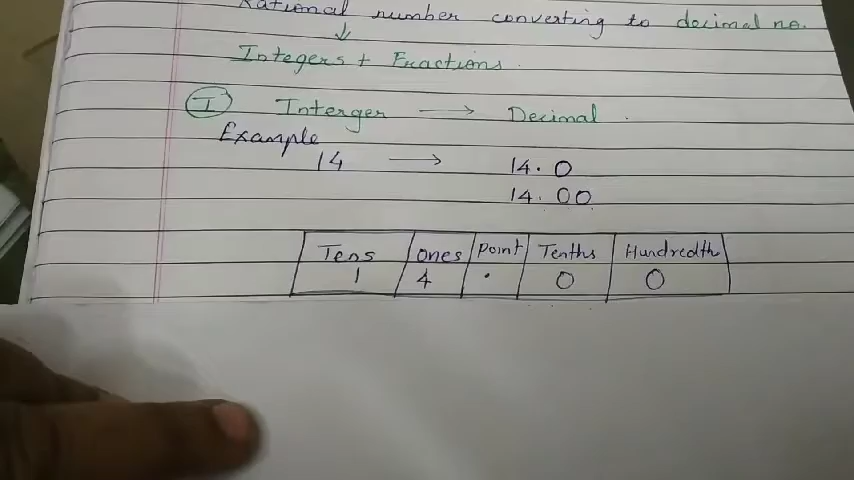 Rational number converting to decimal no.
↓
Integers + Fractions.
I Interger → Decimal.
Example
14 → 14.0
14.00
Tens Ones Point Tenths Hundredth
1 4 . 0 0